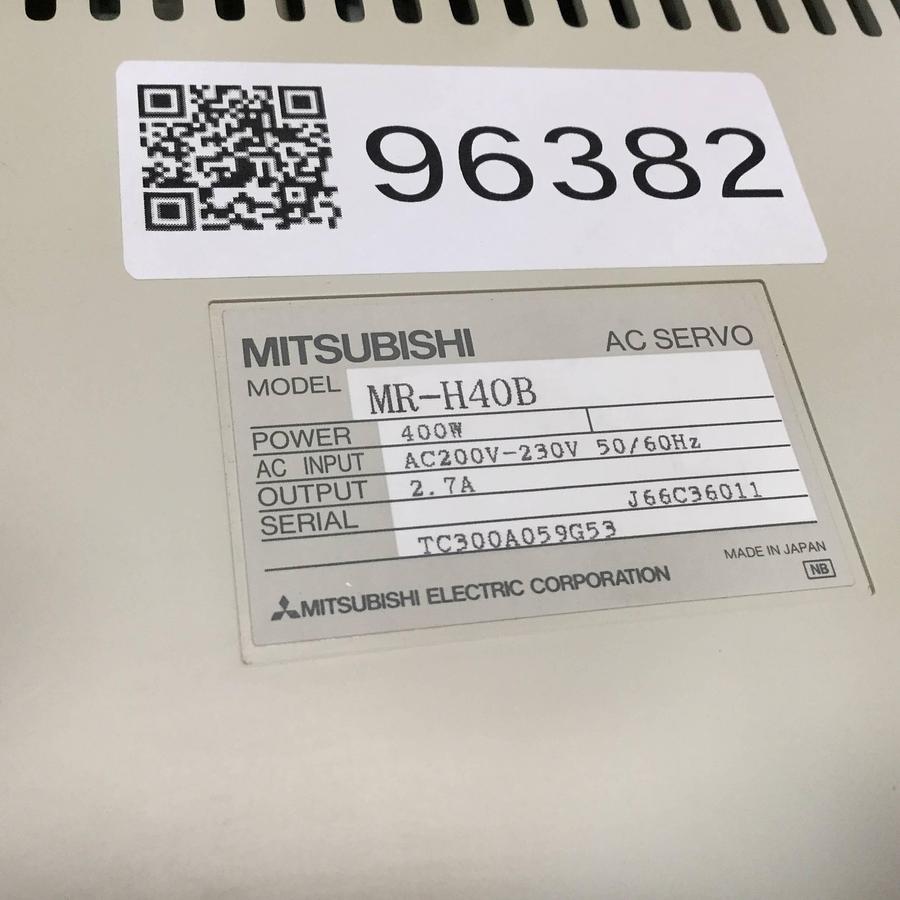 96382
MITSUBISHI AC SERVO
MODEL MR-H40B
POWER 400W
AC INPUT AC200V-230V 50/60Hz
OUTPUT 2.7A
SERIAL J66C36011
TC300A059G53
MADE IN JAPAN
MITSUBISHI ELECTRIC CORPORATION NB